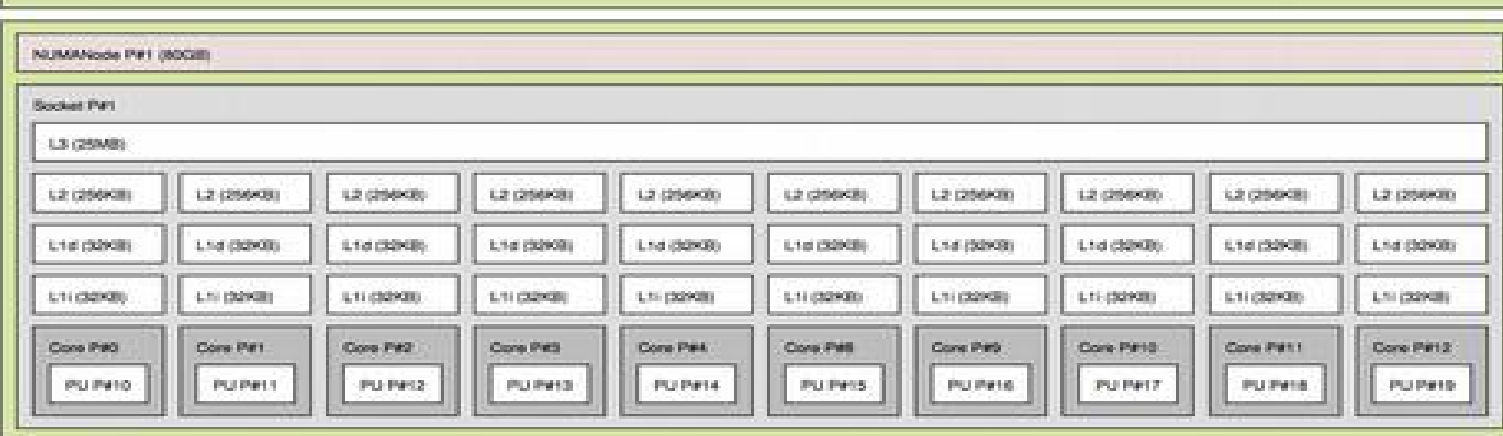 NUMANode P#1 (80GB)
Socket P#1
L3 (25MB)
L2 (256KB) L2 (256KB) L2 (256KB) L2 (256KB) L2 (256KB) L2 (256KB) L2 (256KB) L2 (256KB) L2 (256KB) L2 (256KB)
L1d (32KB) L1d (32KB) L1d (32KB) L1d (32KB) L1d (32KB) L1d (32KB) L1d (32KB) L1d (32KB) L1d (32KB) L1d (32KB)
L1i (32KB) L1i (32KB) L1i (32KB) L1i (32KB) L1i (32KB) L1i (32KB) L1i (32KB) L1i (32KB) L1i (32KB) L1i (32KB)
Core P#0 Core P#1 Core P#2 Core P#3 Core P#4 Core P#8 Core P#9 Core P#10 Core P#11 Core P#12
PU P#10 PU P#11 PU P#12 PU P#13 PU P#14 PU P#15 PU P#16 PU P#17 PU P#18 PU P#19